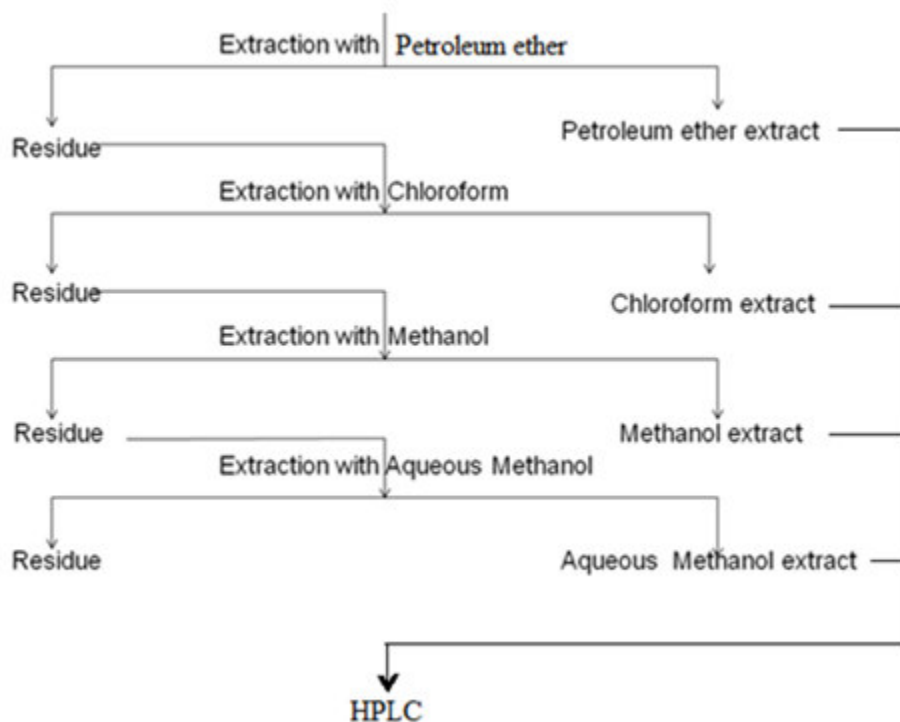 Extraction with Petroleum ether
Petroleum ether extract
Residue
Extraction with Chloroform
Residue
Chloroform extract
Extraction with Methanol
Residue
Methanol extract
Extraction with Aqueous Methanol
Residue
Aqueous Methanol extract
HPLC